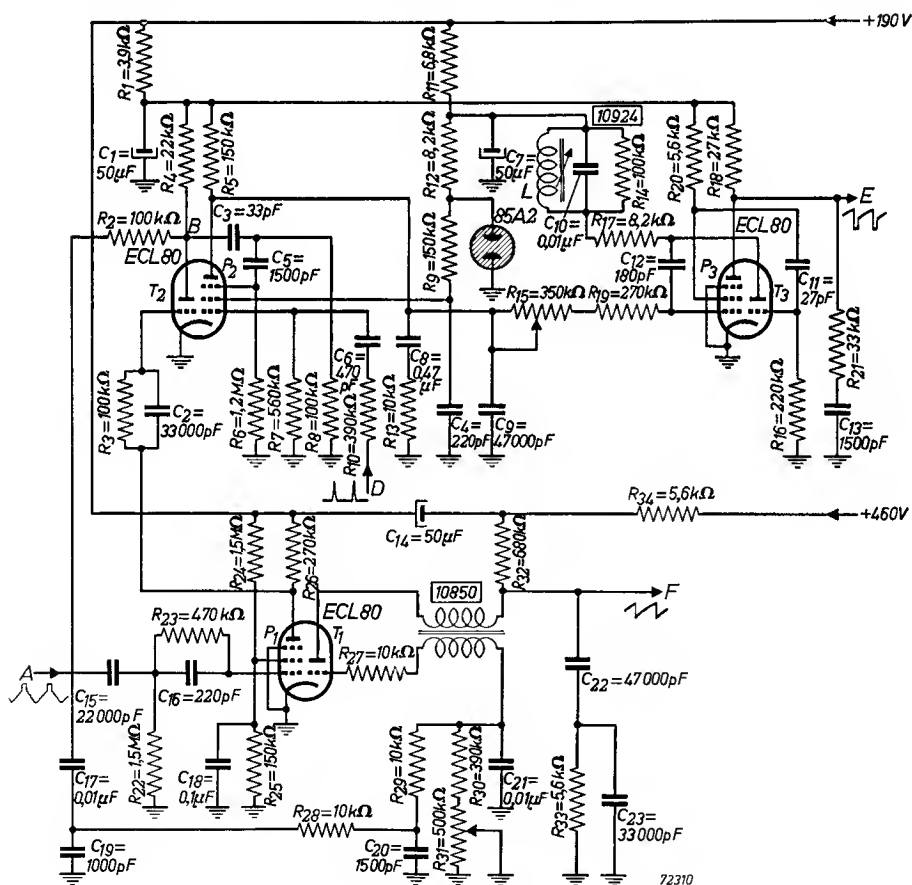 +190V
R1=3,9kΩ
R11=6,8kΩ
10924
C1=
50µF
R4=22kΩ
R5=150kΩ
R12=8,2kΩ
C7=
50µF
L
C10=
0,01µF
R14=100kΩ
R20=5,6kΩ
R18=27kΩ
E
R2=100kΩ
B
C3=33pF
85A2
R17=8,2kΩ
ECL80
P2
T2
C5=
1500pF
R9=150kΩ
C12=
180pF
ECL80
P3
T3
C11=
27pF
R15=350kΩ
R19=270kΩ
R3=100kΩ
C2=
33000pF
R6=1,2MΩ
R7=560kΩ
R8=100kΩ
C6=
470
pF
R10=390kΩ
C8=
0,47
µF
R13=10kΩ
C4=
220pF
C9=
47000pF
R16=220kΩ
R21=33kΩ
C13=
1500pF
D
R34=5,6kΩ
+460V
C14=50µF
R24=1,5MΩ
R26=270kΩ
R32=680kΩ
10850
F
R23=470kΩ
ECL80
P1
T1
R27=10kΩ
A
C15=
22000pF
C16=220pF
C22=47000pF
C17=
0,01µF
R22=1,5MΩ
C18=
0,1µF
R25=150kΩ
R29=10kΩ
R30=390kΩ
C21=
0,01µF
R28=10kΩ
R31=500kΩ
R33=5,6kΩ
C23=
33000pF
C19=
1000pF
C20=
1500pF
72310